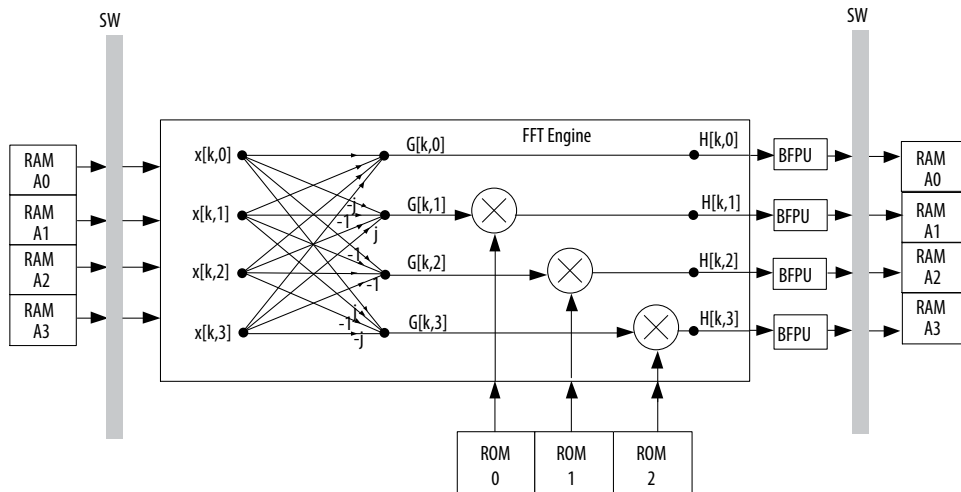 SW
SW
FFT Engine
RAM
A0
RAM
A1
RAM
A2
RAM
A3
x[k,0]
x[k,1]
x[k,2]
x[k,3]
-j
-1
j
-1
-1
j
-1
-j
G[k,0]
G[k,1]
G[k,2]
G[k,3]
H[k,0]
H[k,1]
H[k,2]
H[k,3]
BFPU
BFPU
BFPU
BFPU
RAM
A0
RAM
A1
RAM
A2
RAM
A3
ROM
0
ROM
1
ROM
2